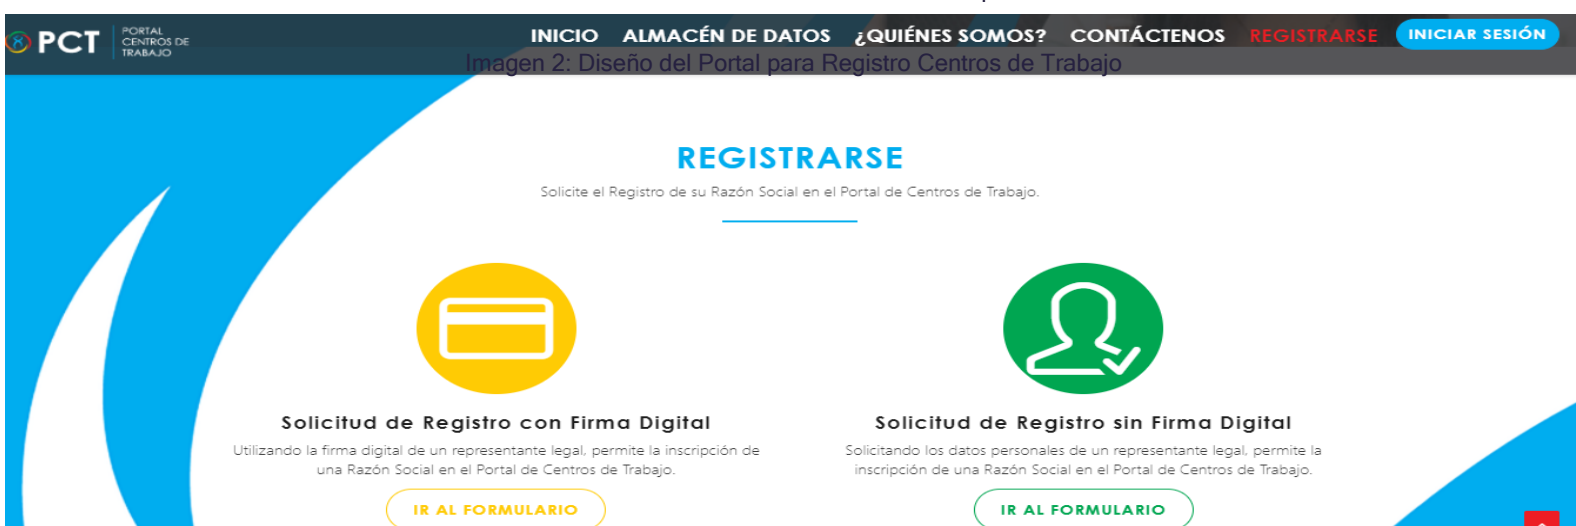 PCT
PORTAL
CENTROS DE
TRABAJO
INICIO ALMACÉN DE DATOS ¿QUIÉNES SOMOS? CONTÁCTENOS REGISTRARSE INICIAR SESIÓN
Imagen 2: Diseño del Portal para Registro Centros de Trabajo
REGISTRARSE
Solicite el Registro de su Razón Social en el Portal de Centros de Trabajo.
Solicitud de Registro con Firma Digital
Utilizando la firma digital de un representante legal, permite la inscripción de
una Razón Social en el Portal de Centros de Trabajo.
IR AL FORMULARIO
Solicitud de Registro sin Firma Digital
Solicitando los datos personales de un representante legal, permite la
inscripción de una Razón Social en el Portal de Centros de Trabajo.
IR AL FORMULARIO